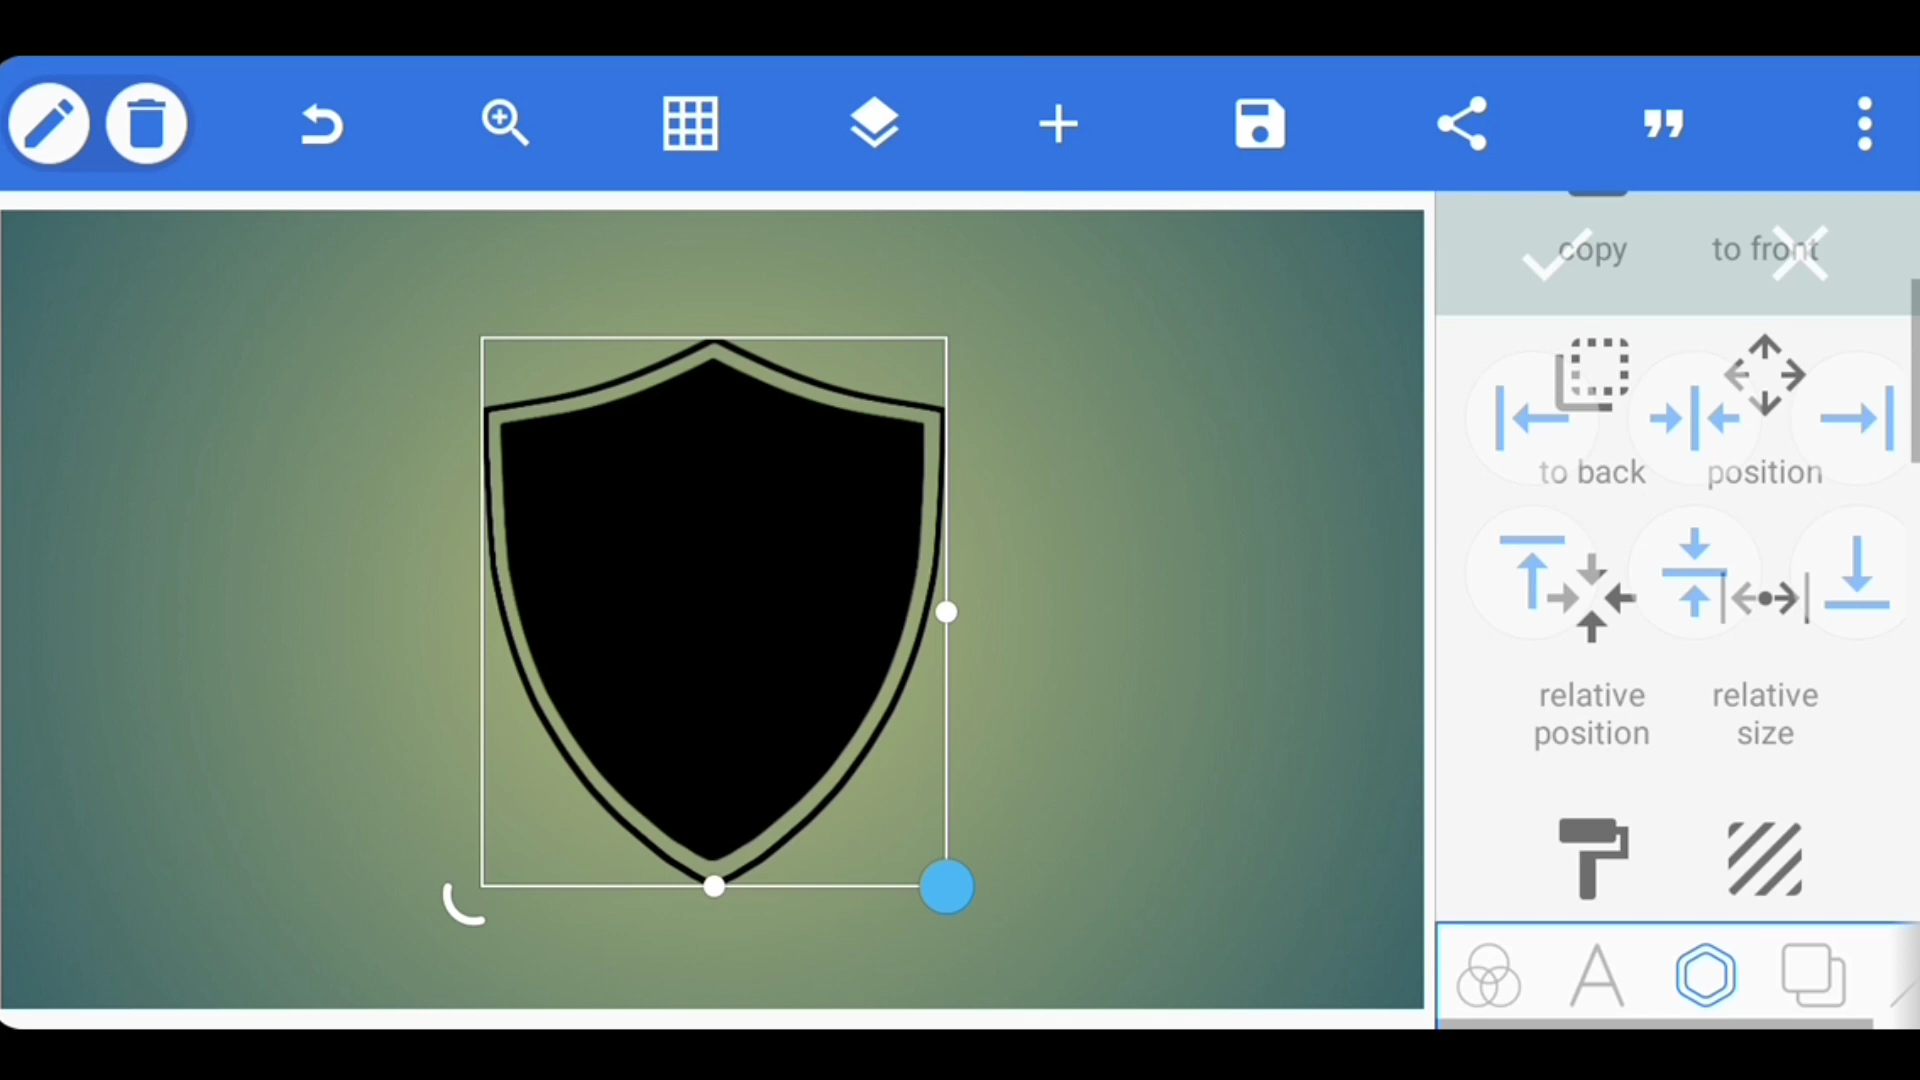 copy
to front
to back
position
relative
position
relative
size